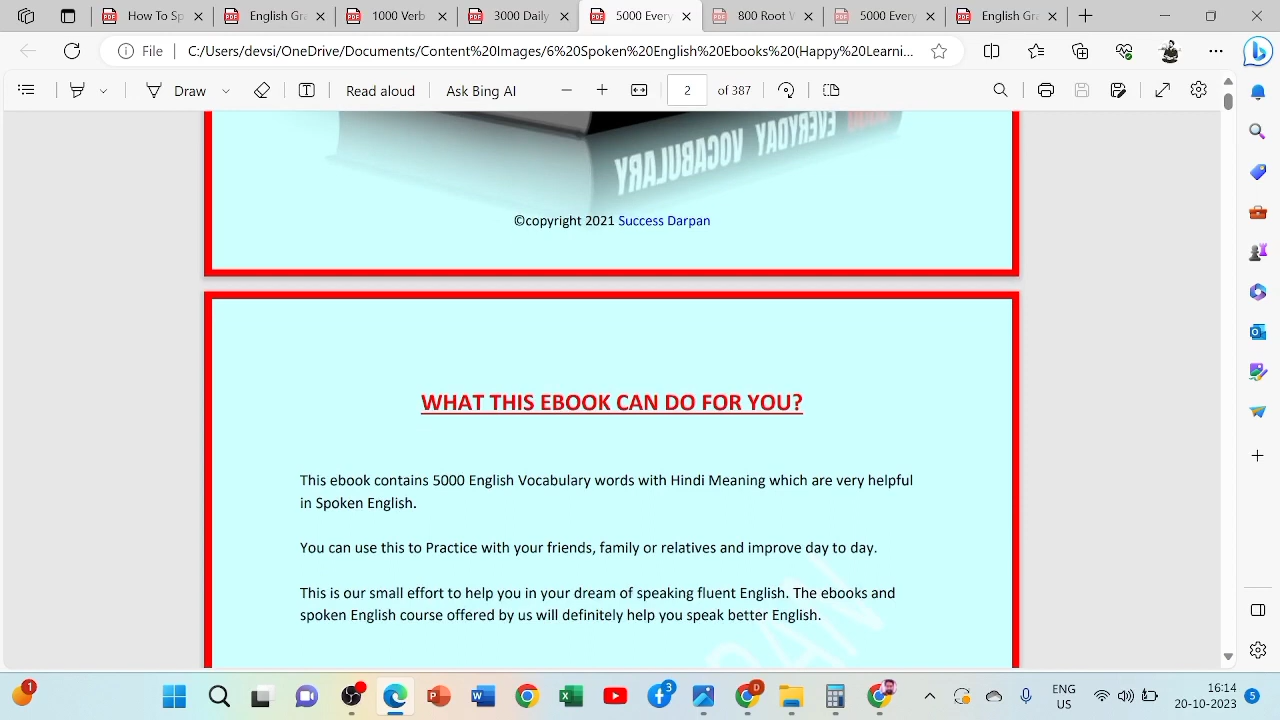 How To Sp
English Gr
1000 Verb
3000 Daily
5000 Every
800 Root W
5000 Every
English Gr
File
C:/Users/devsi/OneDrive/Documents/Content%20Images/6%20Spoken%20English%20Ebooks%20(Happy%20Learni...
Draw
Read aloud
Ask Bing AI
2
of 387
EVERYDAY VOCABULARY
©copyright 2021 Success Darpan
WHAT THIS EBOOK CAN DO FOR YOU?
This ebook contains 5000 English Vocabulary words with Hindi Meaning which are very helpful
in Spoken English.
You can use this to Practice with your friends, family or relatives and improve day to day.
This is our small effort to help you in your dream of speaking fluent English. The ebooks and
spoken English course offered by us will definitely help you speak better English.
PAN
1
3
D
ENG
US
16:14
20-10-2023
5